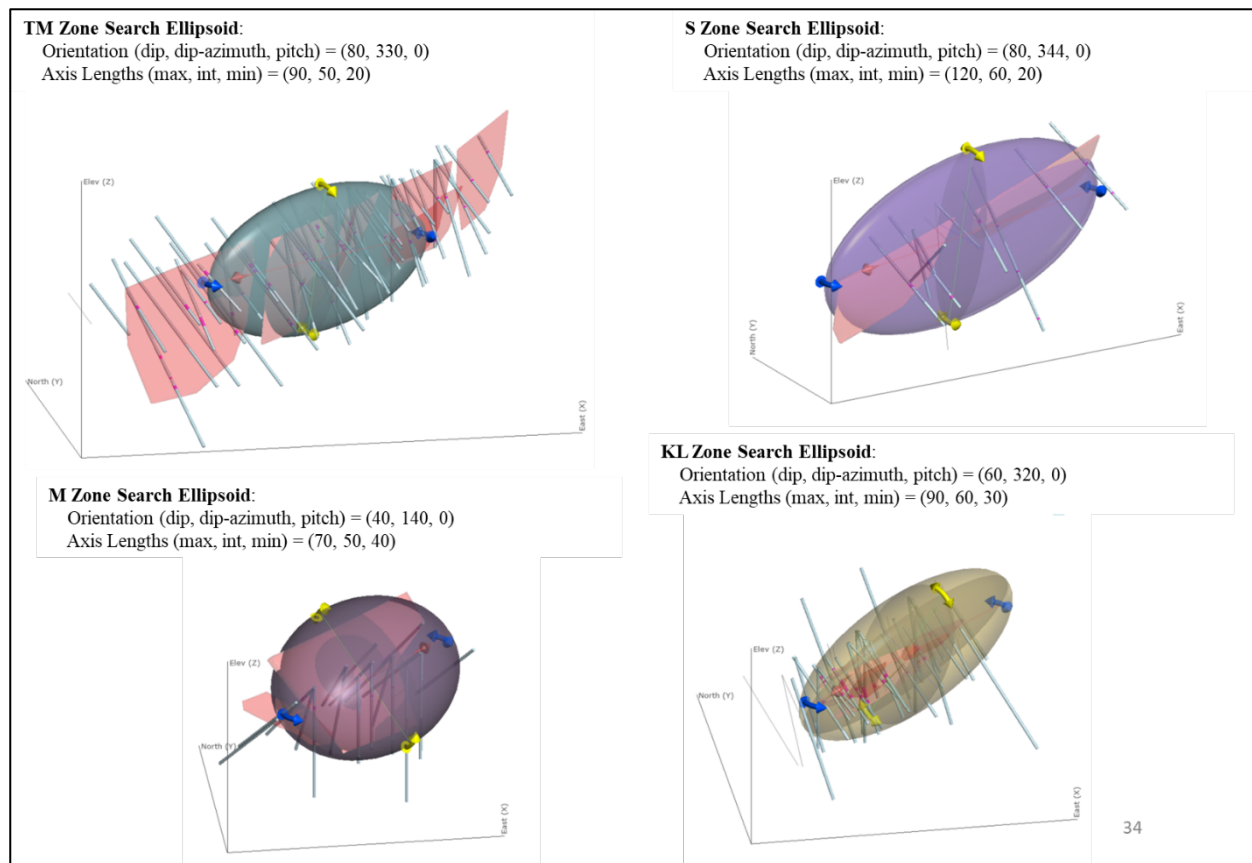 TM Zone Search Ellipsoid:
Orientation (dip, dip-azimuth, pitch) = (80, 330, 0)
Axis Lengths (max, int, min) = (90, 50, 20)
Elev (Z)
North (Y)
East (X)
S Zone Search Ellipsoid:
Orientation (dip, dip-azimuth, pitch) = (80, 344, 0)
Axis Lengths (max, int, min) = (120, 60, 20)
Elev (Z)
North (Y)
East (X)
M Zone Search Ellipsoid:
Orientation (dip, dip-azimuth, pitch) = (40, 140, 0)
Axis Lengths (max, int, min) = (70, 50, 40)
Elev (Z)
North (Y)
East (X)
KL Zone Search Ellipsoid:
Orientation (dip, dip-azimuth, pitch) = (60, 320, 0)
Axis Lengths (max, int, min) = (90, 60, 30)
Elev (Z)
North (Y)
East (X)
34